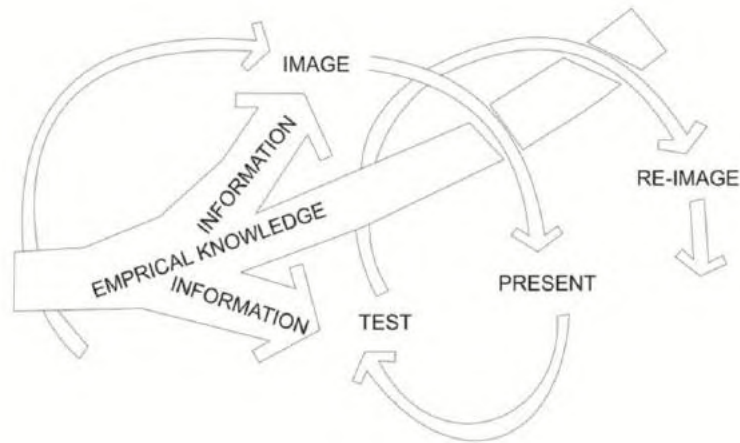 IMAGE
INFORMATION
RE-IMAGE
EMPRICAL KNOWLEDGE
PRESENT
INFORMATION
TEST